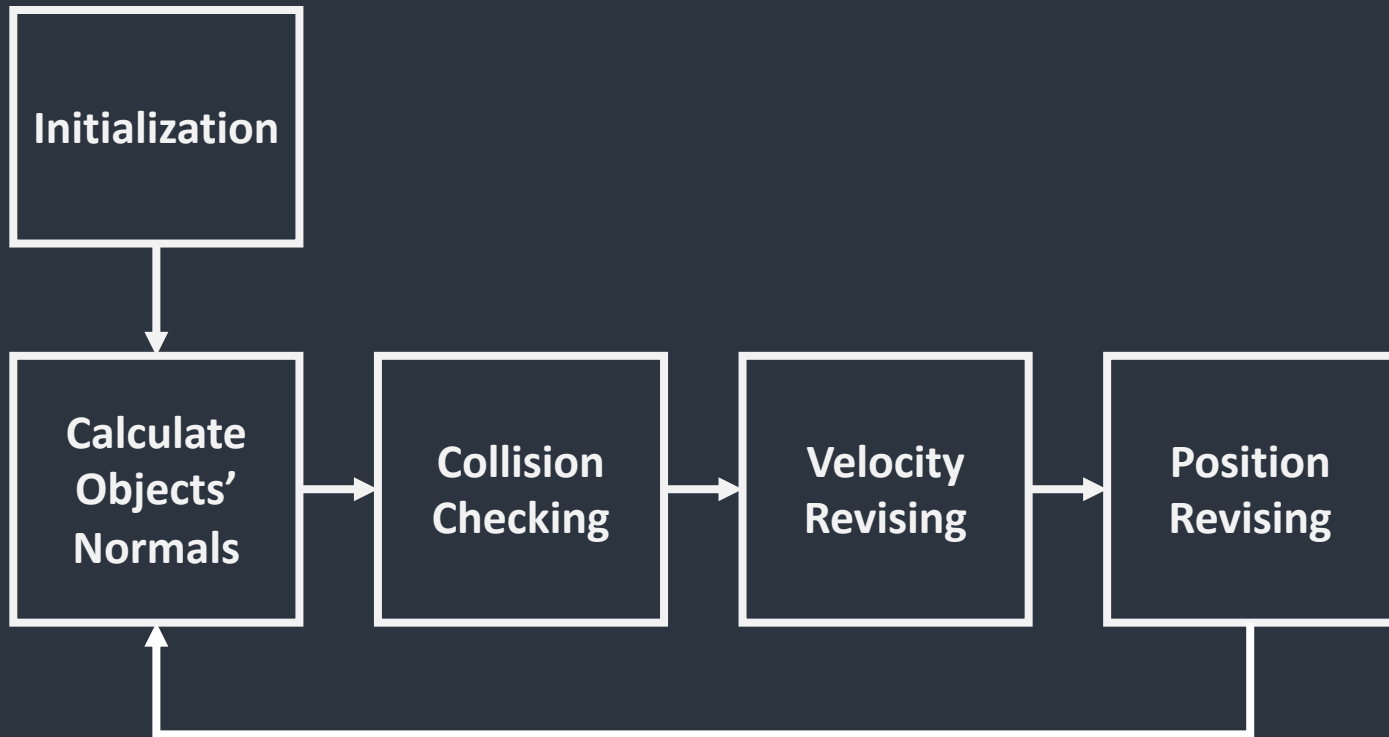 Initialization
Calculate
Objects’
Normals
Collision
Checking
Velocity
Revising
Position
Revising